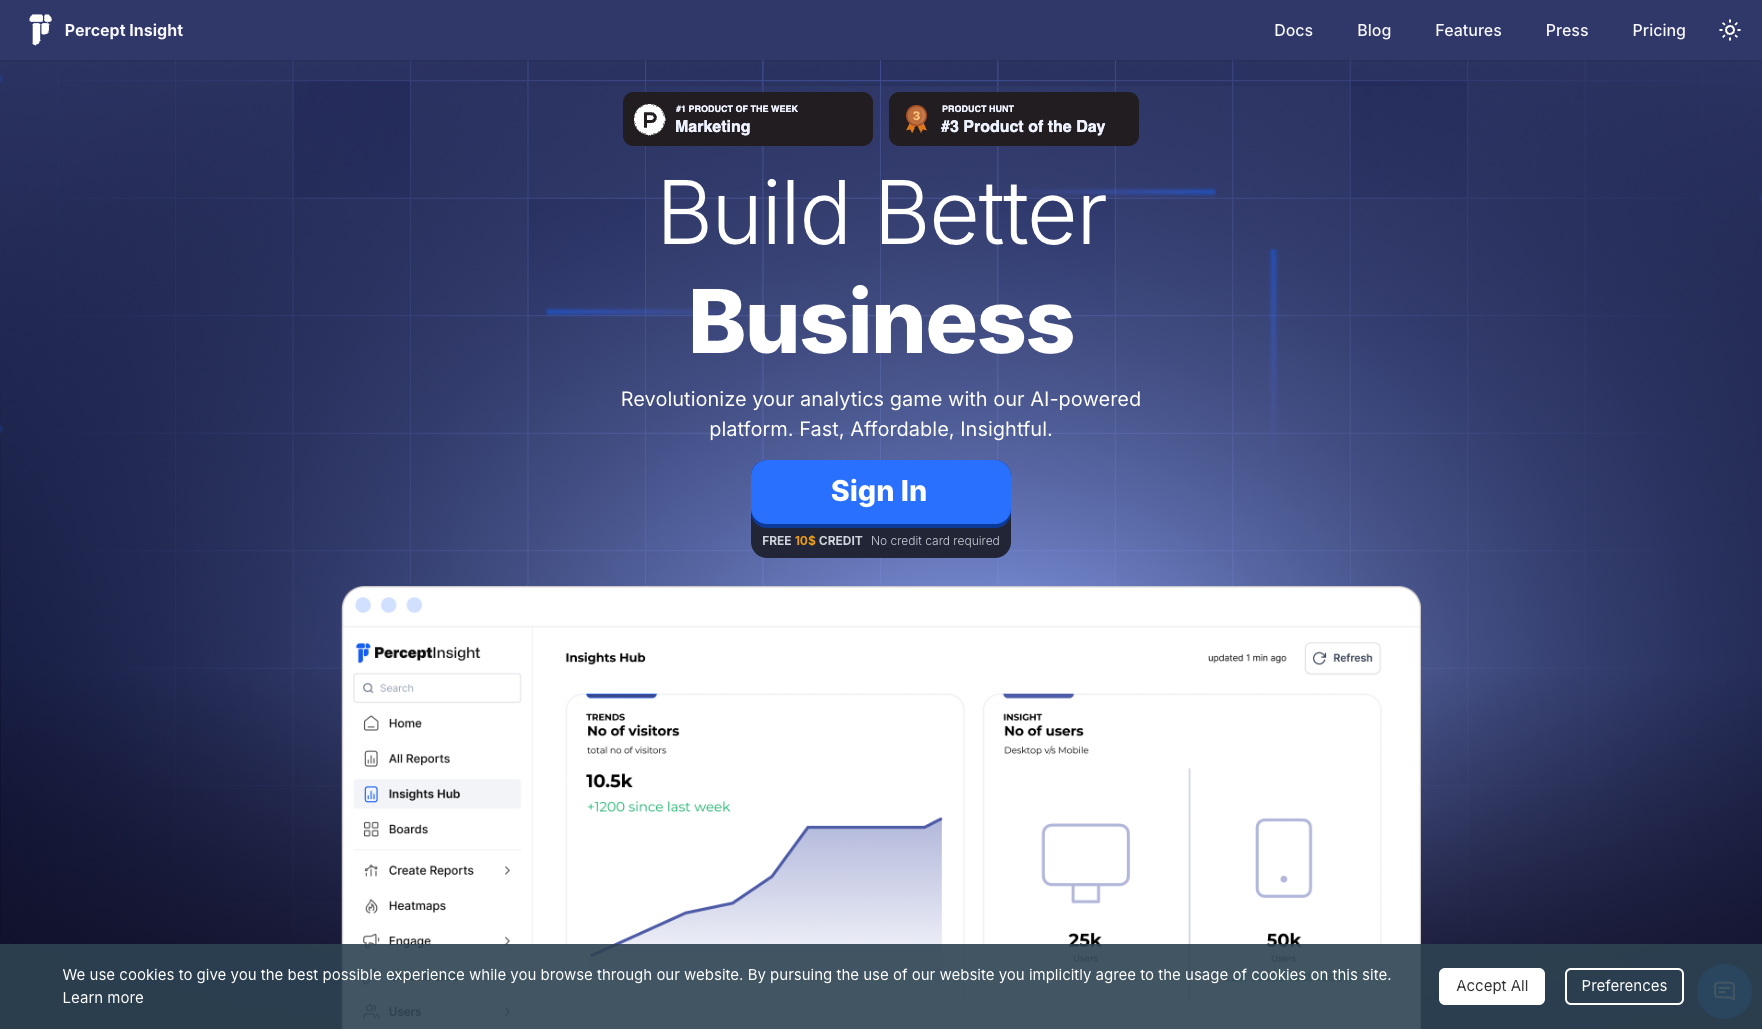 Percept Insight
Docs
Blog
Features
Press
Pricing
#1 PRODUCT OF THE WEEK
Marketing
PRODUCT HUNT
#3 Product of the Day
Build Better
Business
Revolutionize your analytics game with our AI-powered
platform. Fast, Affordable, Insightful.
Sign In
FREE 10$ CREDIT No credit card required
PerceptInsight
Search
Home
All Reports
Insights Hub
Boards
Create Reports
Heatmaps
Engage
Users
Insights Hub
updated 1 min ago
Refresh
TRENDS
No of visitors
total no of visitors
10.5k
+1200 since last week
INSIGHT
No of users
Desktop v/s Mobile
25k
Users
50k
Users
We use cookies to give you the best possible experience while you browse through our website. By pursuing the use of our website you implicitly agree to the usage of cookies on this site.
Learn more
Accept All
Preferences